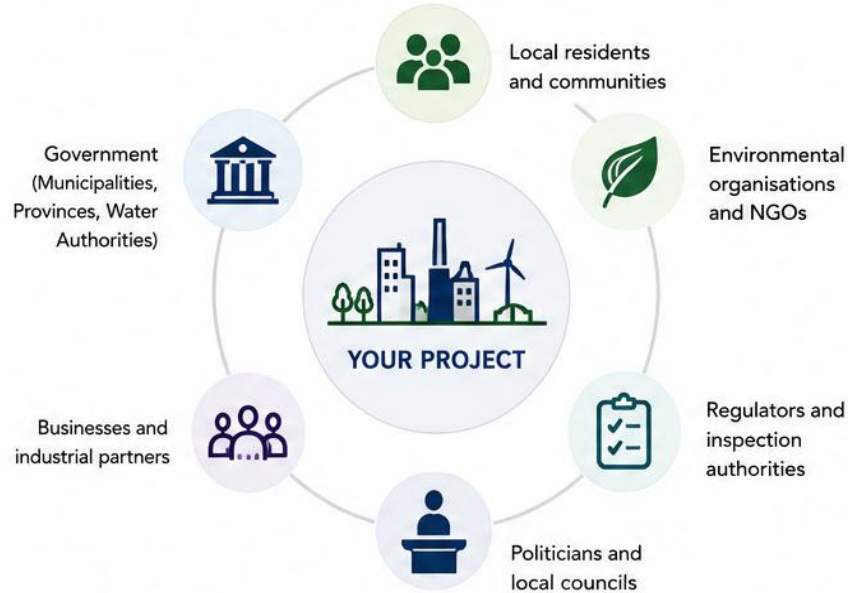 Local residents
and communities
Environmental
organisations
and NGOs
Regulators and
inspection
authorities
Politicians and
local councils
Businesses and
industrial partners
Government
(Municipalities,
Provinces, Water
Authorities)
YOUR PROJECT